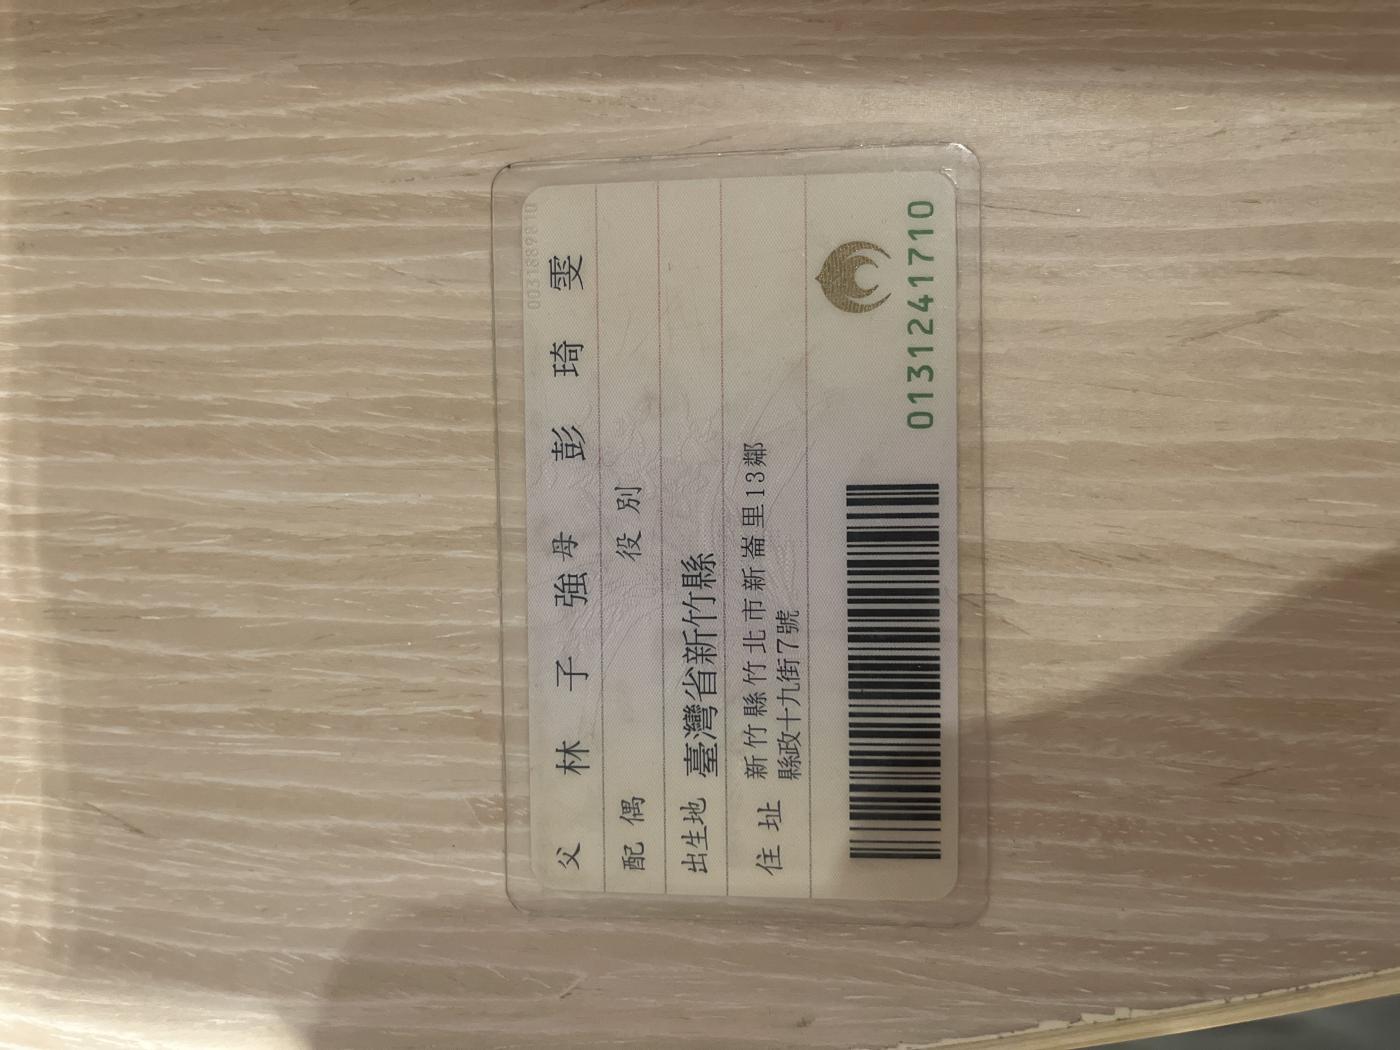 0031889810
父 林子強 母 彭琦雯
配偶 役別
出生地 臺灣省新竹縣
住址 新竹縣竹北市新崙里13鄰
縣政十九街7號
0131241710